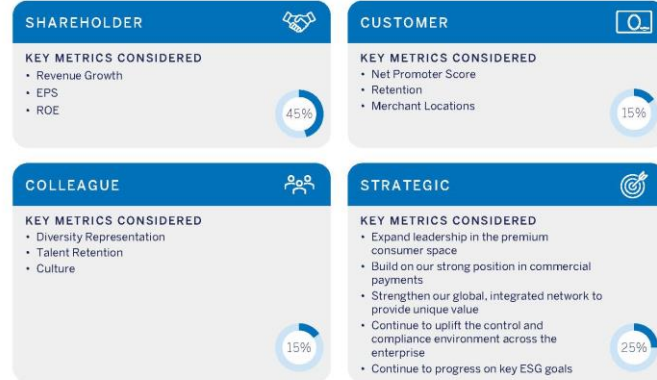 SHAREHOLDER
KEY METRICS CONSIDERED
• Revenue Growth
• EPS
• ROE
45%
CUSTOMER
KEY METRICS CONSIDERED
• Net Promoter Score
• Retention
• Merchant Locations
15%
COLLEAGUE
KEY METRICS CONSIDERED
• Diversity Representation
• Talent Retention
• Culture
15%
STRATEGIC
KEY METRICS CONSIDERED
• Expand leadership in the premium
consumer space
• Build on our strong position in commercial
payments
• Strengthen our global, integrated network to
provide unique value
• Continue to uplift the control and
compliance environment across the
enterprise
• Continue to progress on key ESG goals
25%